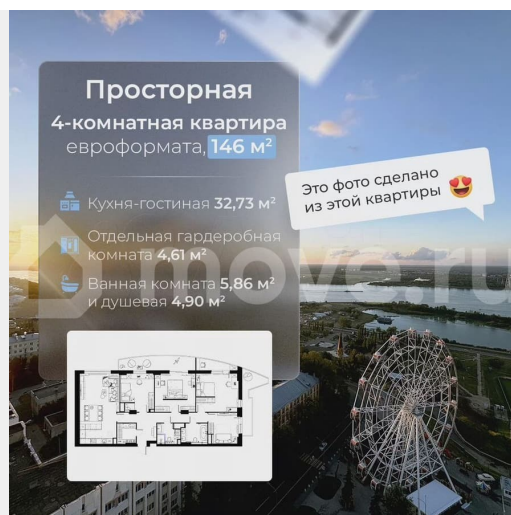 Просторная
4-комнатная квартира
евроформата, 146 м²
Кухня-гостиная 32,73 м²
Отдельная гардеробная
комната 4,61 м²
Ванная комната 5,86 м²
и душевая 4,90 м²
Это фото сделано
из этой квартиры
move.ru